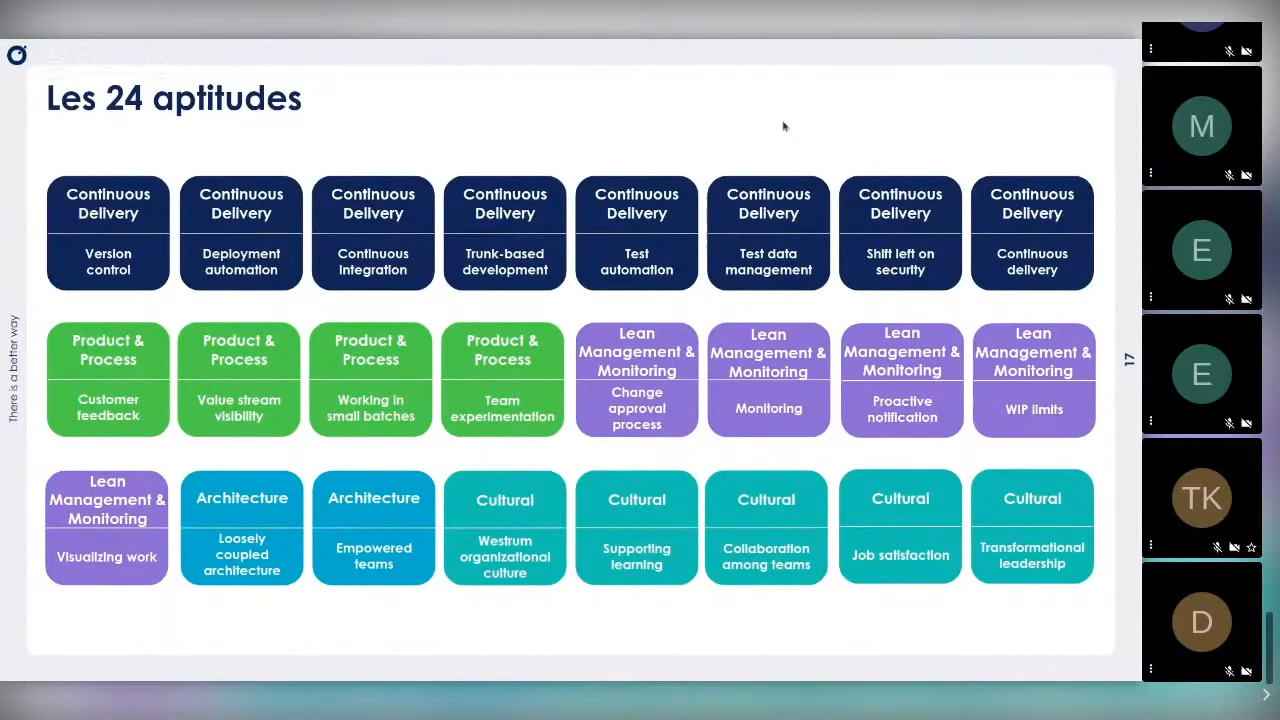 Les 24 aptitudes
Continuous
Delivery
Version
control
Continuous
Delivery
Deployment
automation
Continuous
Delivery
Continuous
integration
Continuous
Delivery
Trunk-based
development
Continuous
Delivery
Test
automation
Continuous
Delivery
Test data
management
Continuous
Delivery
Shift left on
security
Continuous
Delivery
Continuous
delivery
Product &
Process
Customer
feedback
Product &
Process
Value stream
visibility
Product &
Process
Working in
small batches
Product &
Process
Team
experimentation
Lean
Management &
Monitoring
Change
approval
process
Lean
Management &
Monitoring
Monitoring
Lean
Management &
Monitoring
Proactive
notification
Lean
Management &
Monitoring
WIP limits
Lean
Management &
Monitoring
Visualizing work
Architecture
Loosely
coupled
architecture
Architecture
Empowered
teams
Cultural
Westrum
organizational
culture
Cultural
Supporting
learning
Cultural
Collaboration
among teams
Cultural
Job satisfaction
Cultural
Transformational
leadership
There is a better way
17
M
E
E
TK
D